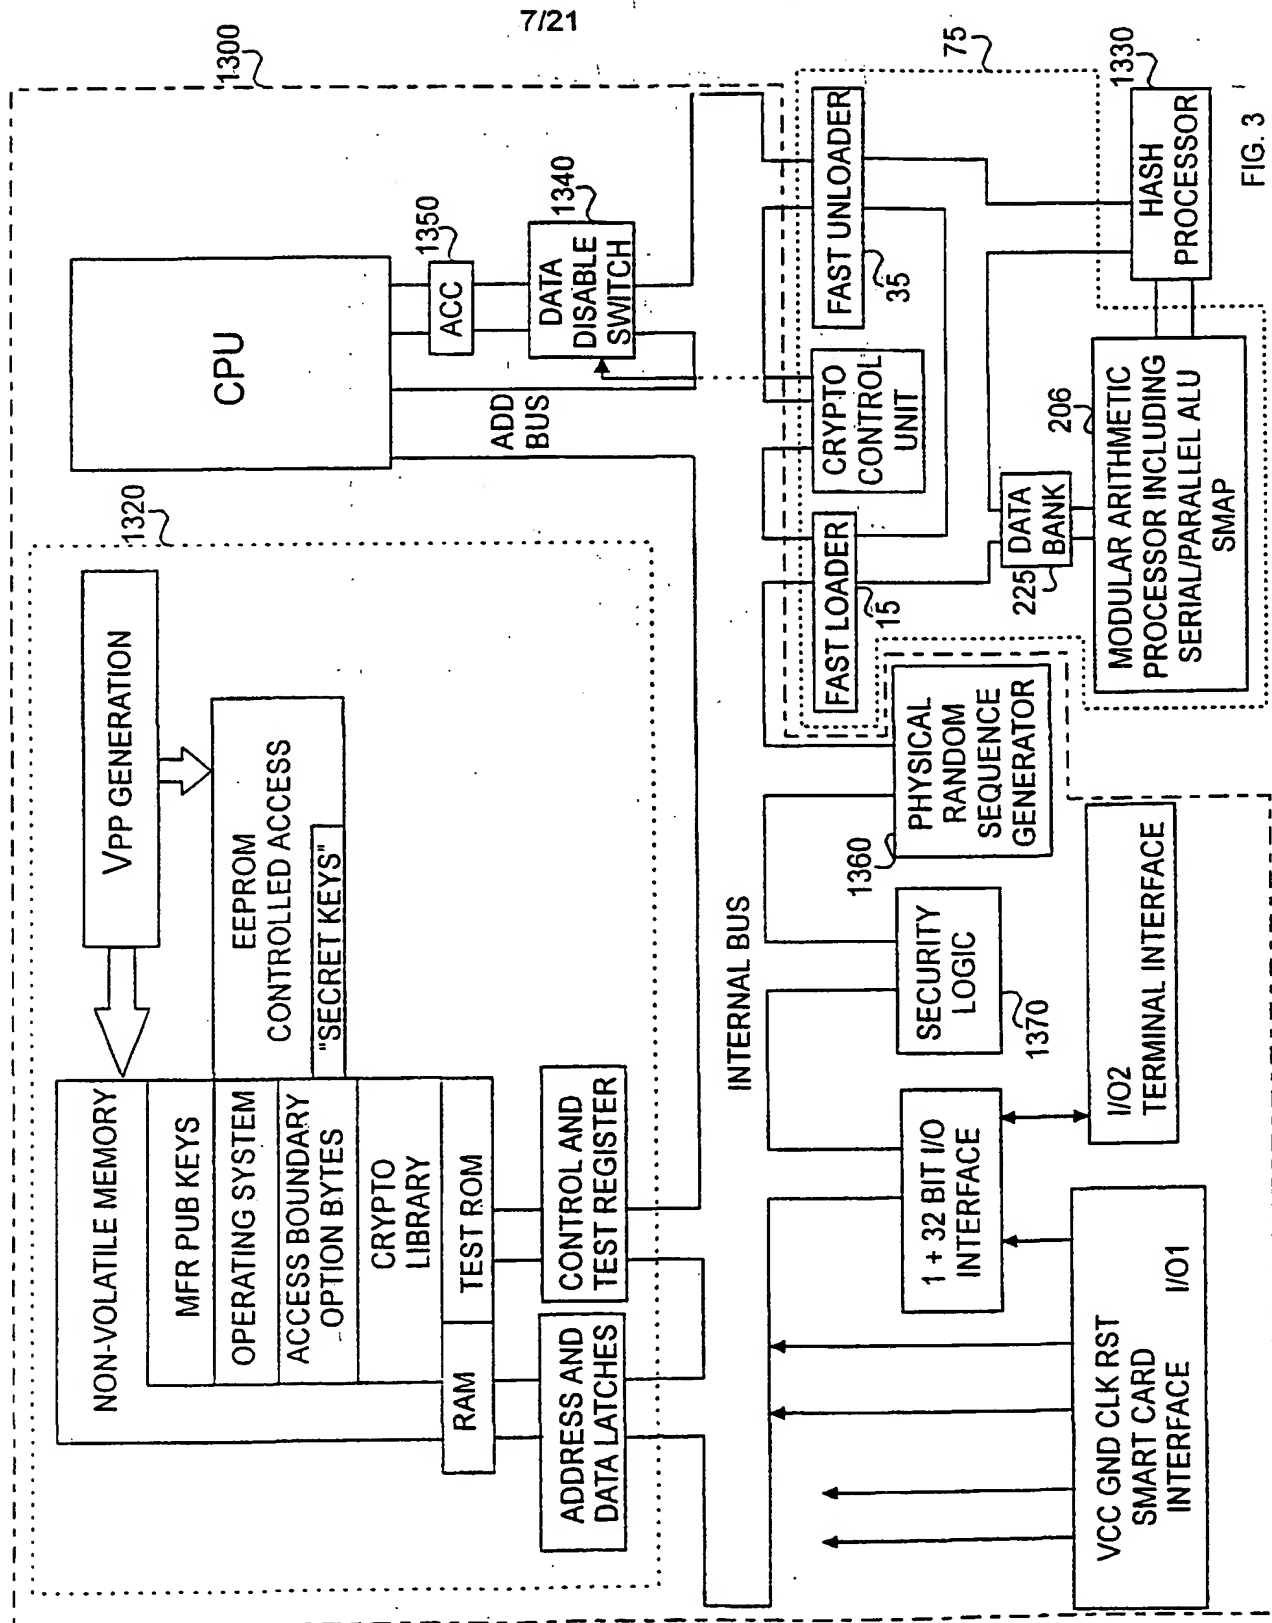 7/21
1300
1320
VPP GENERATION
NON-VOLATILE MEMORY
MFR PUB KEYS
OPERATING SYSTEM
ACCESS BOUNDARY
OPTION BYTES
CRYPTO
LIBRARY
RAM
TEST ROM
EEPROM
CONTROLLED ACCESS
"SECRET KEYS"
ADDRESS AND
DATA LATCHES
CONTROL AND
TEST REGISTER
CPU
ADD
BUS
1350
ACC
1340
DATA
DISABLE
SWITCH
INTERNAL BUS
75
FAST LOADER
15
CRYPTO
CONTROL
UNIT
FAST UNLOADER
35
225
DATA
BANK
206
MODULAR ARITHMETIC
PROCESSOR INCLUDING
SERIAL/PARALLEL ALU
SMAP
1330
HASH
PROCESSOR
1360
PHYSICAL
RANDOM
SEQUENCE
GENERATOR
SECURITY
LOGIC
1370
1 + 32 BIT I/O
INTERFACE
I/O2
TERMINAL INTERFACE
VCC GND CLK RST
SMART CARD
INTERFACE I/O1
FIG. 3